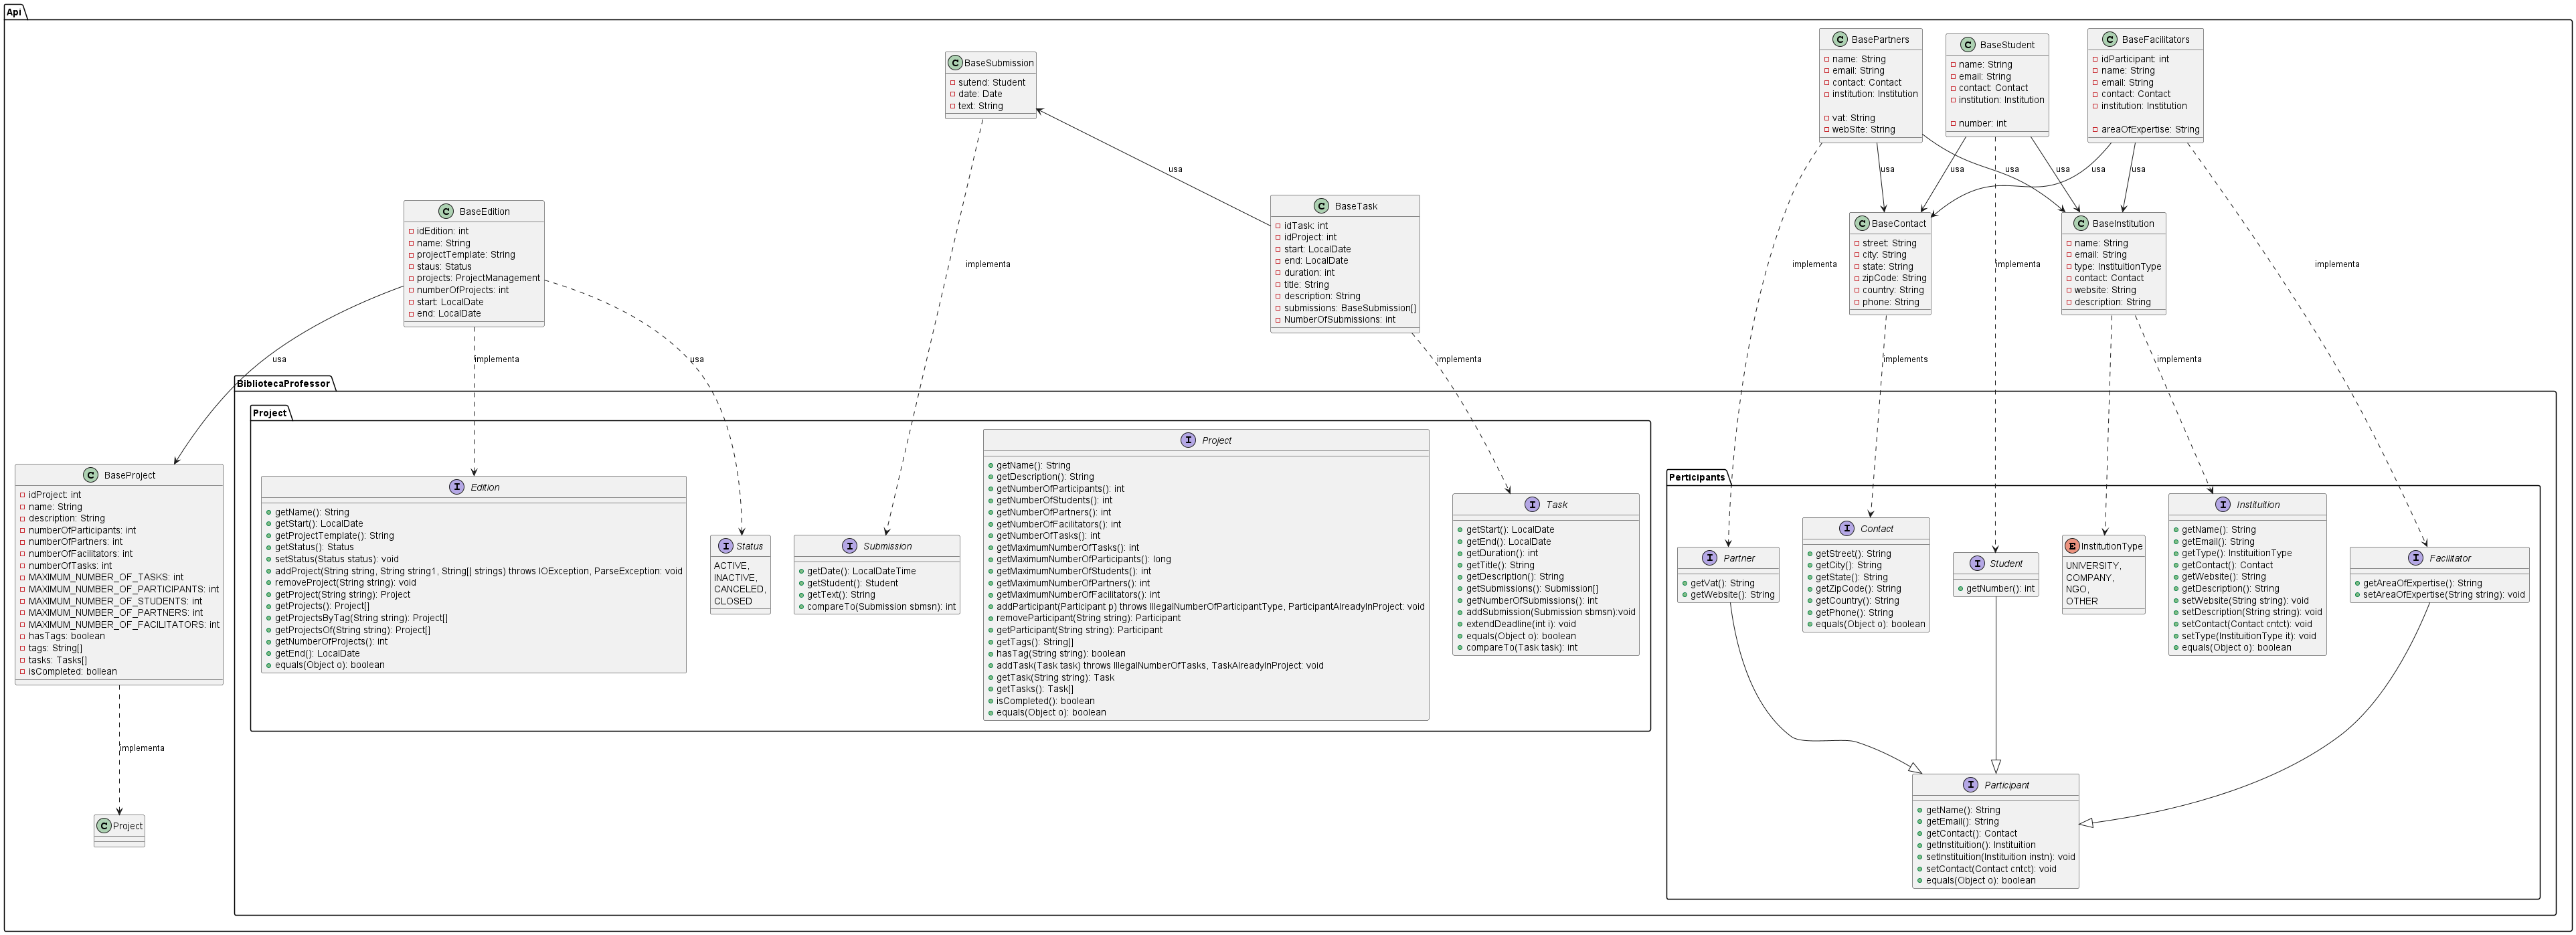 Api
BasePartners
name: String
email: String
contact: Contact
institution: Institution
vat: String
webSite: String
BaseStudent
name: String
email: String
contact: Contact
institution: Institution
number: int
BaseFacilitators
idParticipant: int
name: String
email: String
contact: Contact
institution: Institution
areaOfExpertise: String
BaseSubmission
sutend: Student
date: Date
text: String
usa
usa
usa
usa
usa
usa
usa
BaseEdition
idEdition: int
name: String
projectTemplate: String
staus: Status
projects: ProjectManagement
numberOfProjects: int
start: LocalDate
end: LocalDate
BaseTask
idTask: int
idProject: int
start: LocalDate
end: LocalDate
duration: int
title: String
description: String
submissions: BaseSubmission[]
NumberOfSubmissions: int
BaseContact
street: String
city: String
state: String
zipCode: String
country: String
phone: String
BaseInstitution
name: String
email: String
type: InstituitionType
contact: Contact
website: String
description: String
implementa
implementa
implementa
implementa
usa
implementa
usa
implementa
implements
implementa
BibliotecaProfessor
Project
BaseProject
idProject: int
name: String
description: String
numberOfParticipants: int
numberOfPartners: int
numberOfFacilitators: int
numberOfTasks: int
MAXIMUM_NUMBER_OF_TASKS: int
MAXIMUM_NUMBER_OF_PARTICIPANTS: int
MAXIMUM_NUMBER_OF_STUDENTS: int
MAXIMUM_NUMBER_OF_PARTNERS: int
MAXIMUM_NUMBER_OF_FACILITATORS: int
hasTags: boolean
tags: String[]
tasks: Tasks[]
isCompleted: bollean
Edition
getName(): String
getStart(): LocalDate
getProjectTemplate(): String
getStatus(): Status
setStatus(Status status): void
addProject(String string, String string1, String[] strings) throws IOException, ParseException: void
removeProject(String string): void
getProject(String string): Project
getProjects(): Project[]
getProjectsByTag(String string): Project[]
getProjectsOf(String string): Project[]
getNumberOfProjects(): int
getEnd(): LocalDate
equals(Object o): boolean
Status
ACTIVE,
INACTIVE,
CANCELED,
CLOSED
Submission
getDate(): LocalDateTime
getStudent(): Student
getText(): String
compareTo(Submission sbmsn): int
Project
getName(): String
getDescription(): String
getNumberOfParticipants(): int
getNumberOfStudents(): int
getNumberOfPartners(): int
getNumberOfFacilitators(): int
getNumberOfTasks(): int
getMaximumNumberOfTasks(): int
getMaximumNumberOfParticipants(): long
getMaximumNumberOfStudents(): int
getMaximumNumberOfPartners(): int
getMaximumNumberOfFacilitators(): int
addParticipant(Participant p) throws IllegalNumberOfParticipantType, ParticipantAlreadyInProject: void
removeParticipant(String string): Participant
getParticipant(String string): Participant
getTags(): String[]
hasTag(String string): boolean
addTask(Task task) throws IllegalNumberOfTasks, TaskAlreadyInProject: void
getTask(String string): Task
getTasks(): Task[]
isCompleted(): boolean
equals(Object o): boolean
Task
getStart(): LocalDate
getEnd(): LocalDate
getDuration(): int
getTitle(): String
getDescription(): String
getSubmissions(): Submission[]
getNumberOfSubmissions(): int
addSubmission(Submission sbmsn):void
extendDeadline(int i): void
equals(Object o): boolean
compareTo(Task task): int
Perticipants
Partner
getVat(): String
getWebsite(): String
Contact
getStreet(): String
getCity(): String
getState(): String
getZipCode(): String
getCountry(): String
getPhone(): String
equals(Object o): boolean
Student
getNumber(): int
InstitutionType
UNIVERSITY,
COMPANY,
NGO,
OTHER
Instituition
getName(): String
getEmail(): String
getType(): InstituitionType
getContact(): Contact
getWebsite(): String
getDescription(): String
setWebsite(String string): void
setDescription(String string): void
setContact(Contact cntct): void
setType(InstituitionType it): void
equals(Object o): boolean
Facilitator
getAreaOfExpertise(): String
setAreaOfExpertise(String string): void
implementa
Project
Participant
getName(): String
getEmail(): String
getContact(): Contact
getInstituition(): Instituition
setInstituition(Instituition instn): void
setContact(Contact cntct): void
equals(Object o): boolean